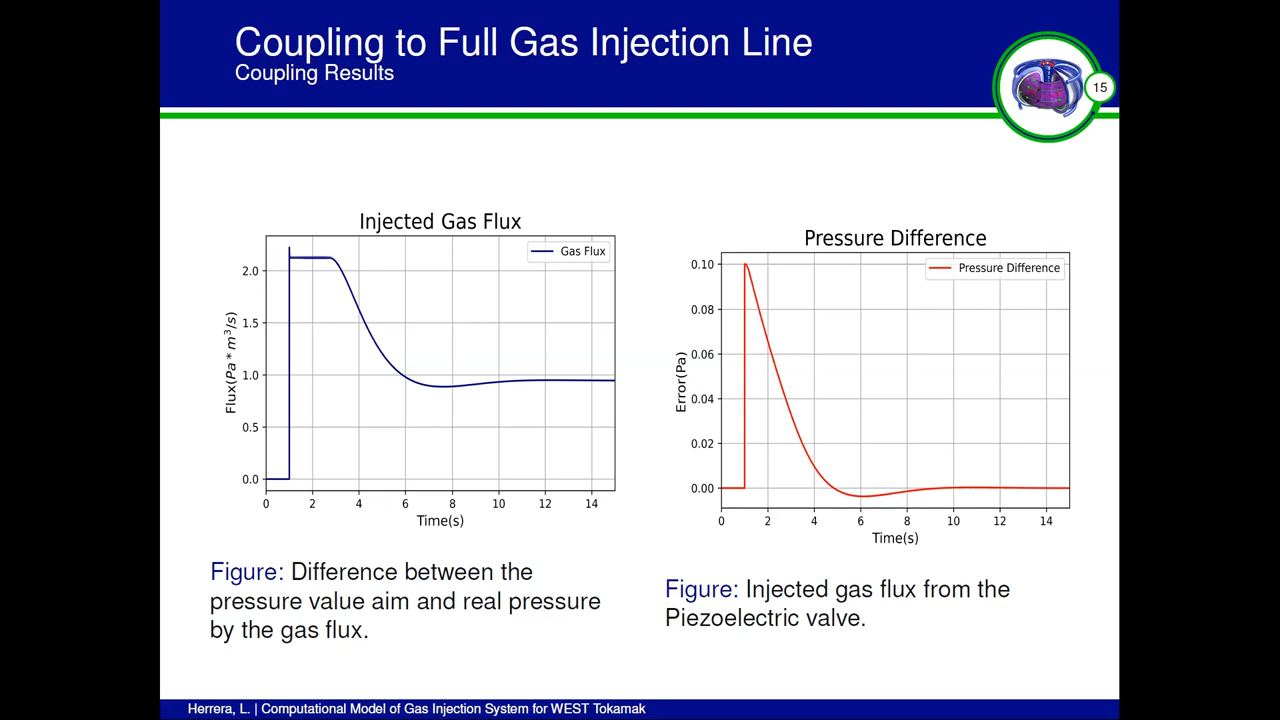 Coupling to Full Gas Injection Line
Coupling Results
15
Injected Gas Flux
Gas Flux
2.0
1.5
1.0
0.5
0.0
Flux(Pa * m³/s)
0 2 4 6 8 10 12 14
Time(s)
Figure: Difference between the
pressure value aim and real pressure
by the gas flux.
Pressure Difference
Pressure Difference
0.10
0.08
0.06
0.04
0.02
0.00
Error(Pa)
0 2 4 6 8 10 12 14
Time(s)
Figure: Injected gas flux from the
Piezoelectric valve.
Herrera, L. | Computational Model of Gas Injection System for WEST Tokamak